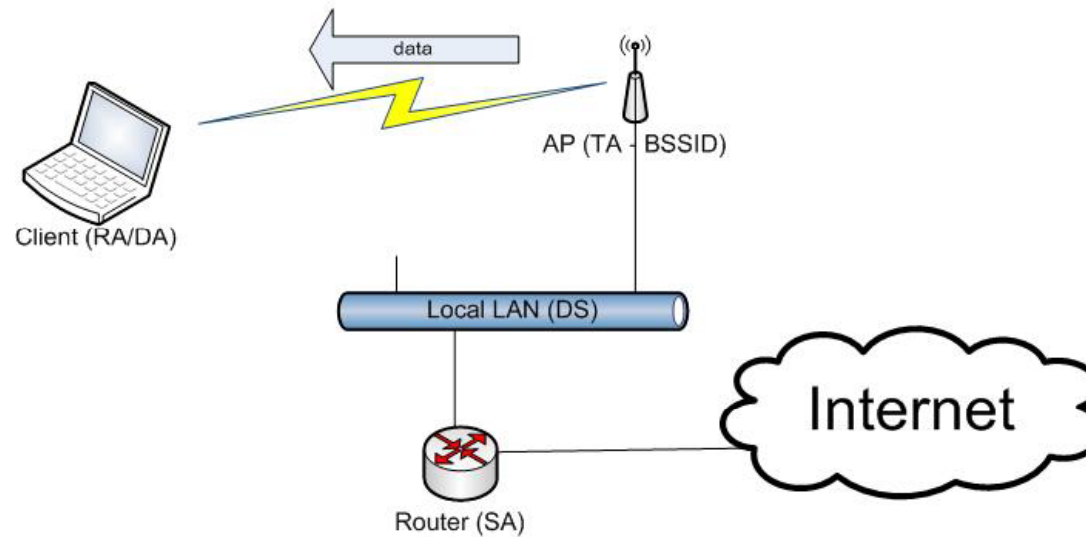 data
AP (TA - BSSID)
Client (RA/DA)
Local LAN (DS)
Internet
Router (SA)